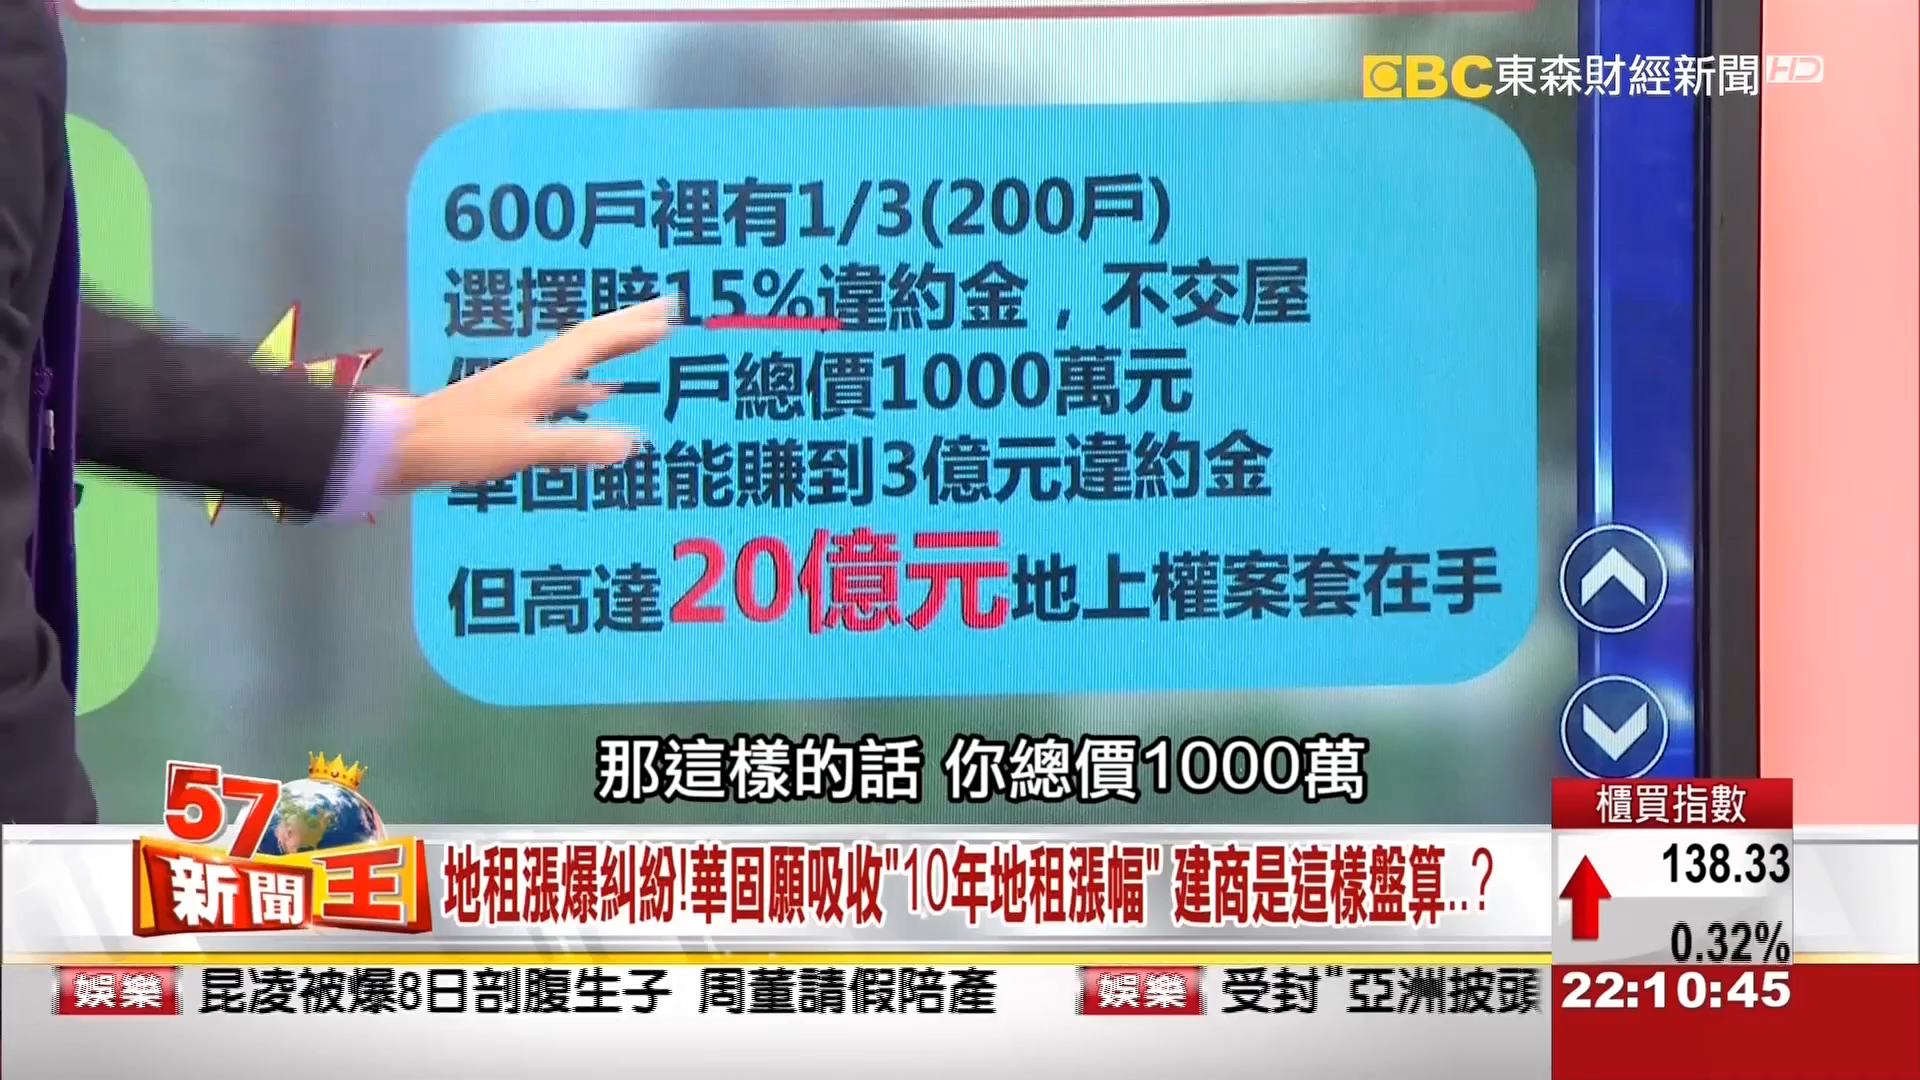 EBC東森財經新聞HD
600戶裡有1/3(200戶)
選擇賠15%違約金，不交屋
一戶總價1000萬元
華固雖能賺到3億元違約金
但高達20億元地上權案套在手
那這樣的話 你總價1000萬
57
新聞王
地租漲爆糾紛!華固願吸收"10年地租漲幅" 建商是這樣盤算..?
櫃買指數
138.33
0.32%
娛樂 昆凌被爆8日剖腹生子 周董請假陪產
娛樂 受封"亞洲披頭
22:10:45